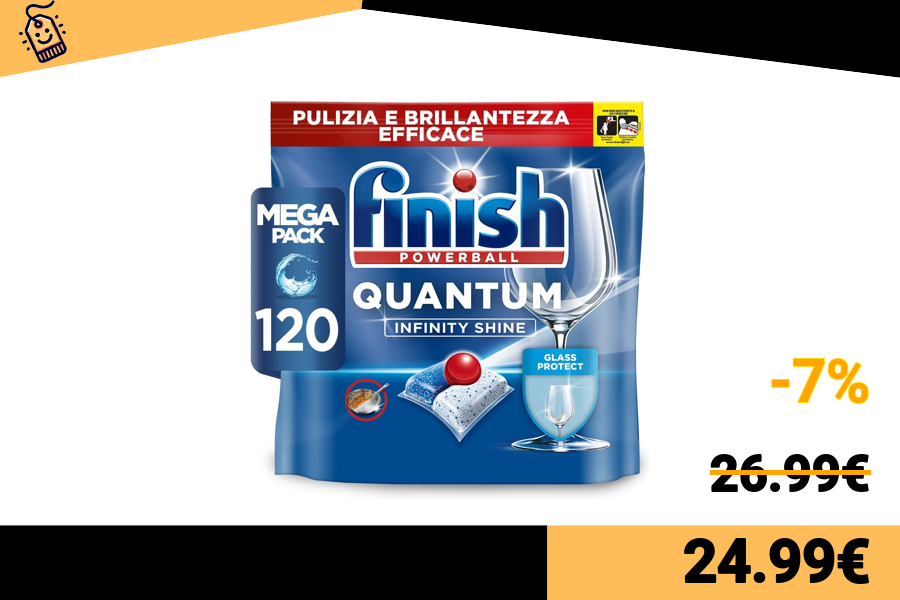 PULIZIA E BRILLANTEZZA
EFFICACE
finish
POWERBALL
MEGA
PACK
120
QUANTUM
INFINITY SHINE
GLASS
PROTECT
-7%
26.99€
24.99€